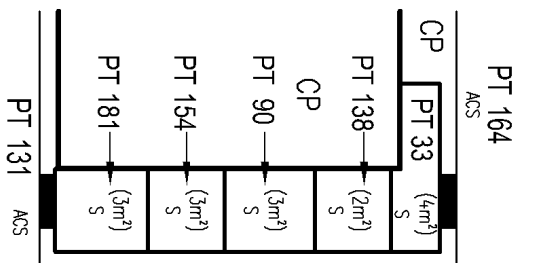 PT 164
ACS
CP
PT 33
(4m²)
S
PT 138
(2m²)
S
CP
PT 90
(3m²)
S
PT 154
(3m²)
S
PT 181
(3m²)
S
PT 131
ACS